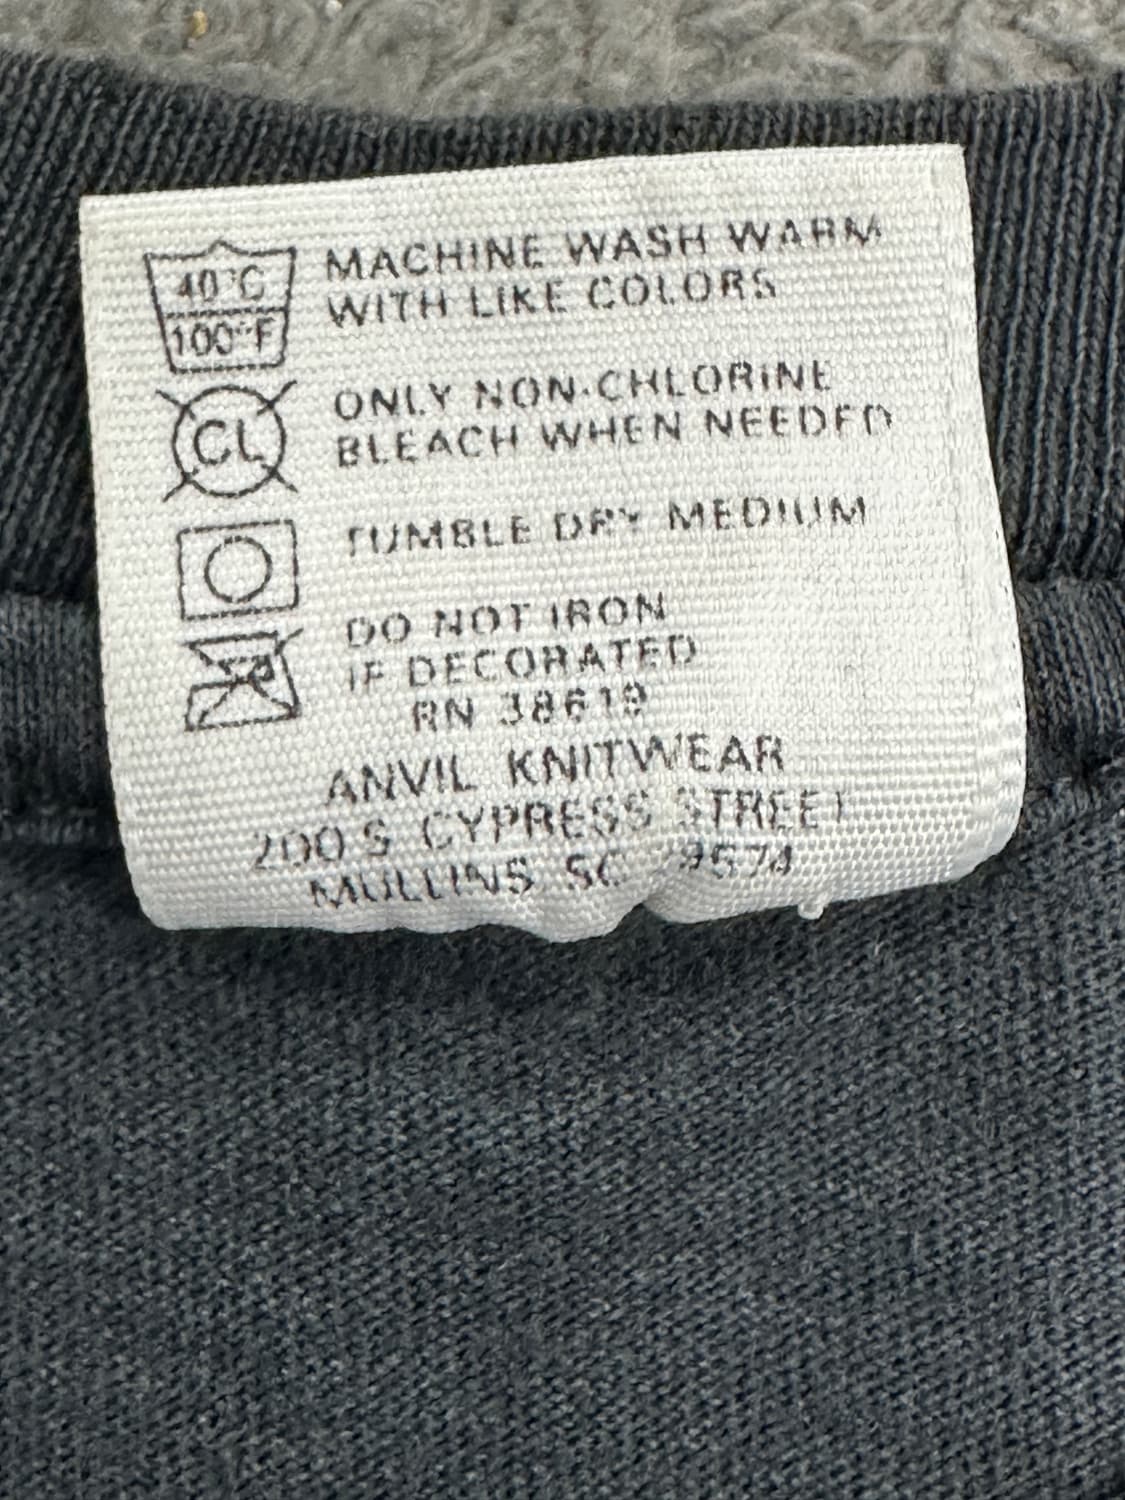 40°C
100°F
MACHINE WASH WARM
WITH LIKE COLORS
CL
ONLY NON-CHLORINE
BLEACH WHEN NEEDED
TUMBLE DRY MEDIUM
DO NOT IRON
IF DECORATED
RN 38619
ANVIL KNITWEAR
200 S CYPRESS STREET
MULLINS SC 29574